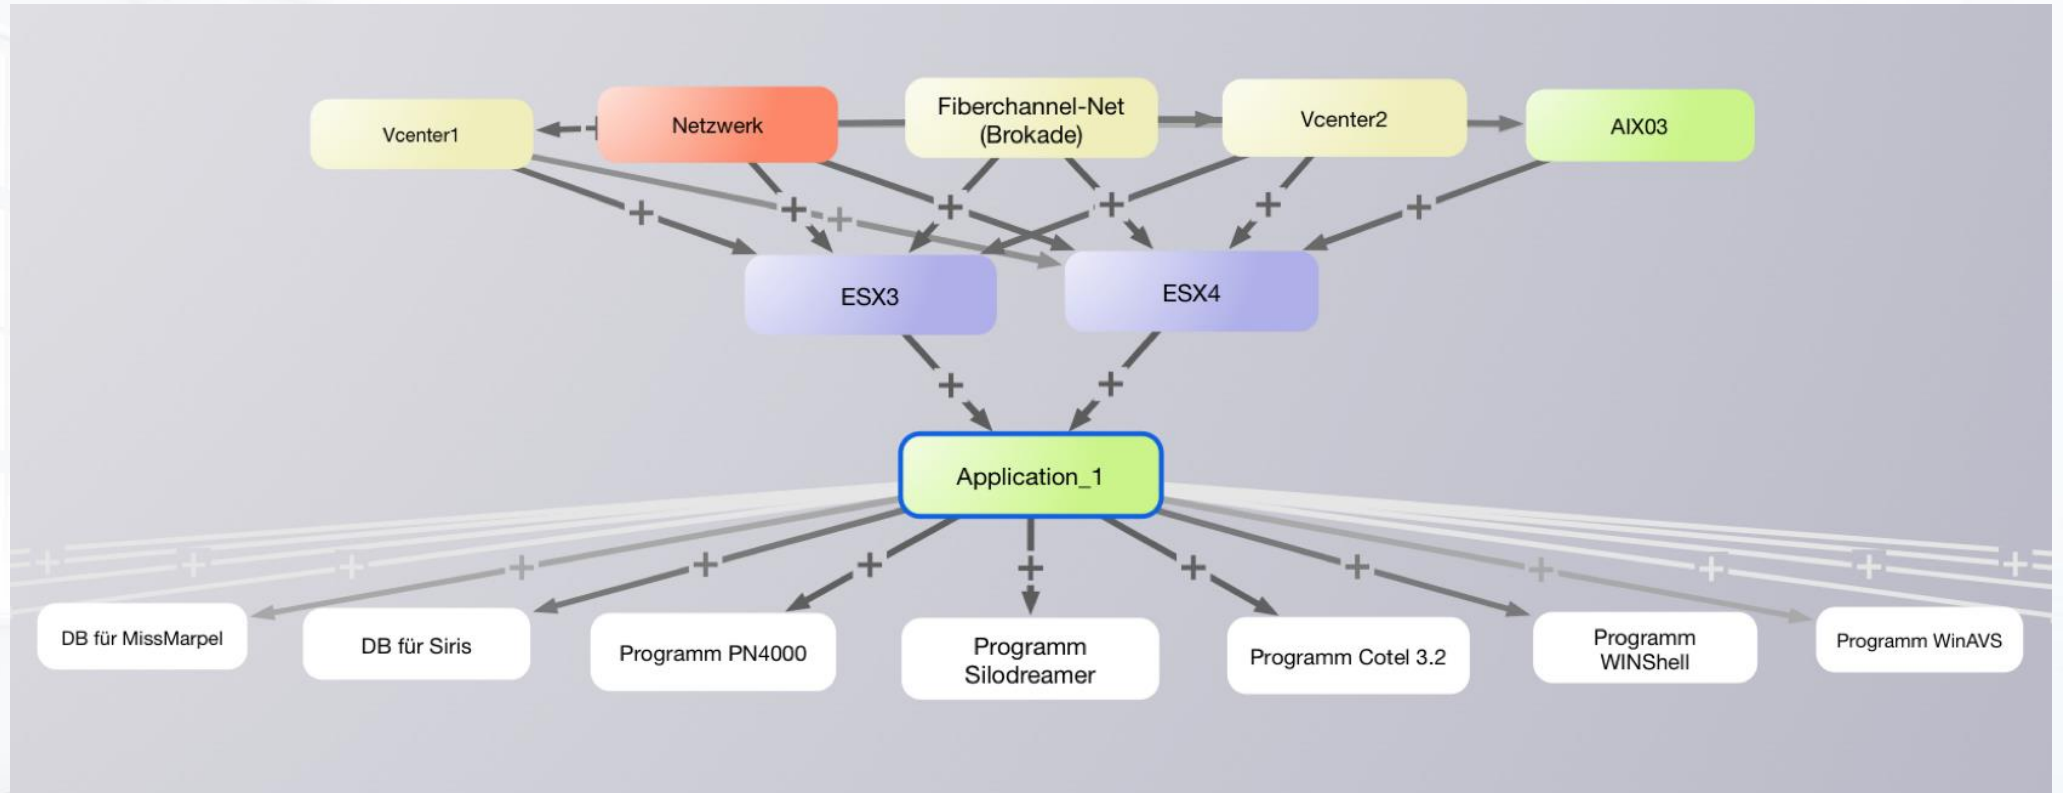 Vcenter1
Netzwerk
Fiberchannel-Net
(Brokade)
Vcenter2
AIX03
ESX3
ESX4
Application_1
DB für MissMarpel
DB für Siris
Programm PN4000
Programm
Silodreamer
Programm Cotel 3.2
Programm
WINShell
Programm WinAVS